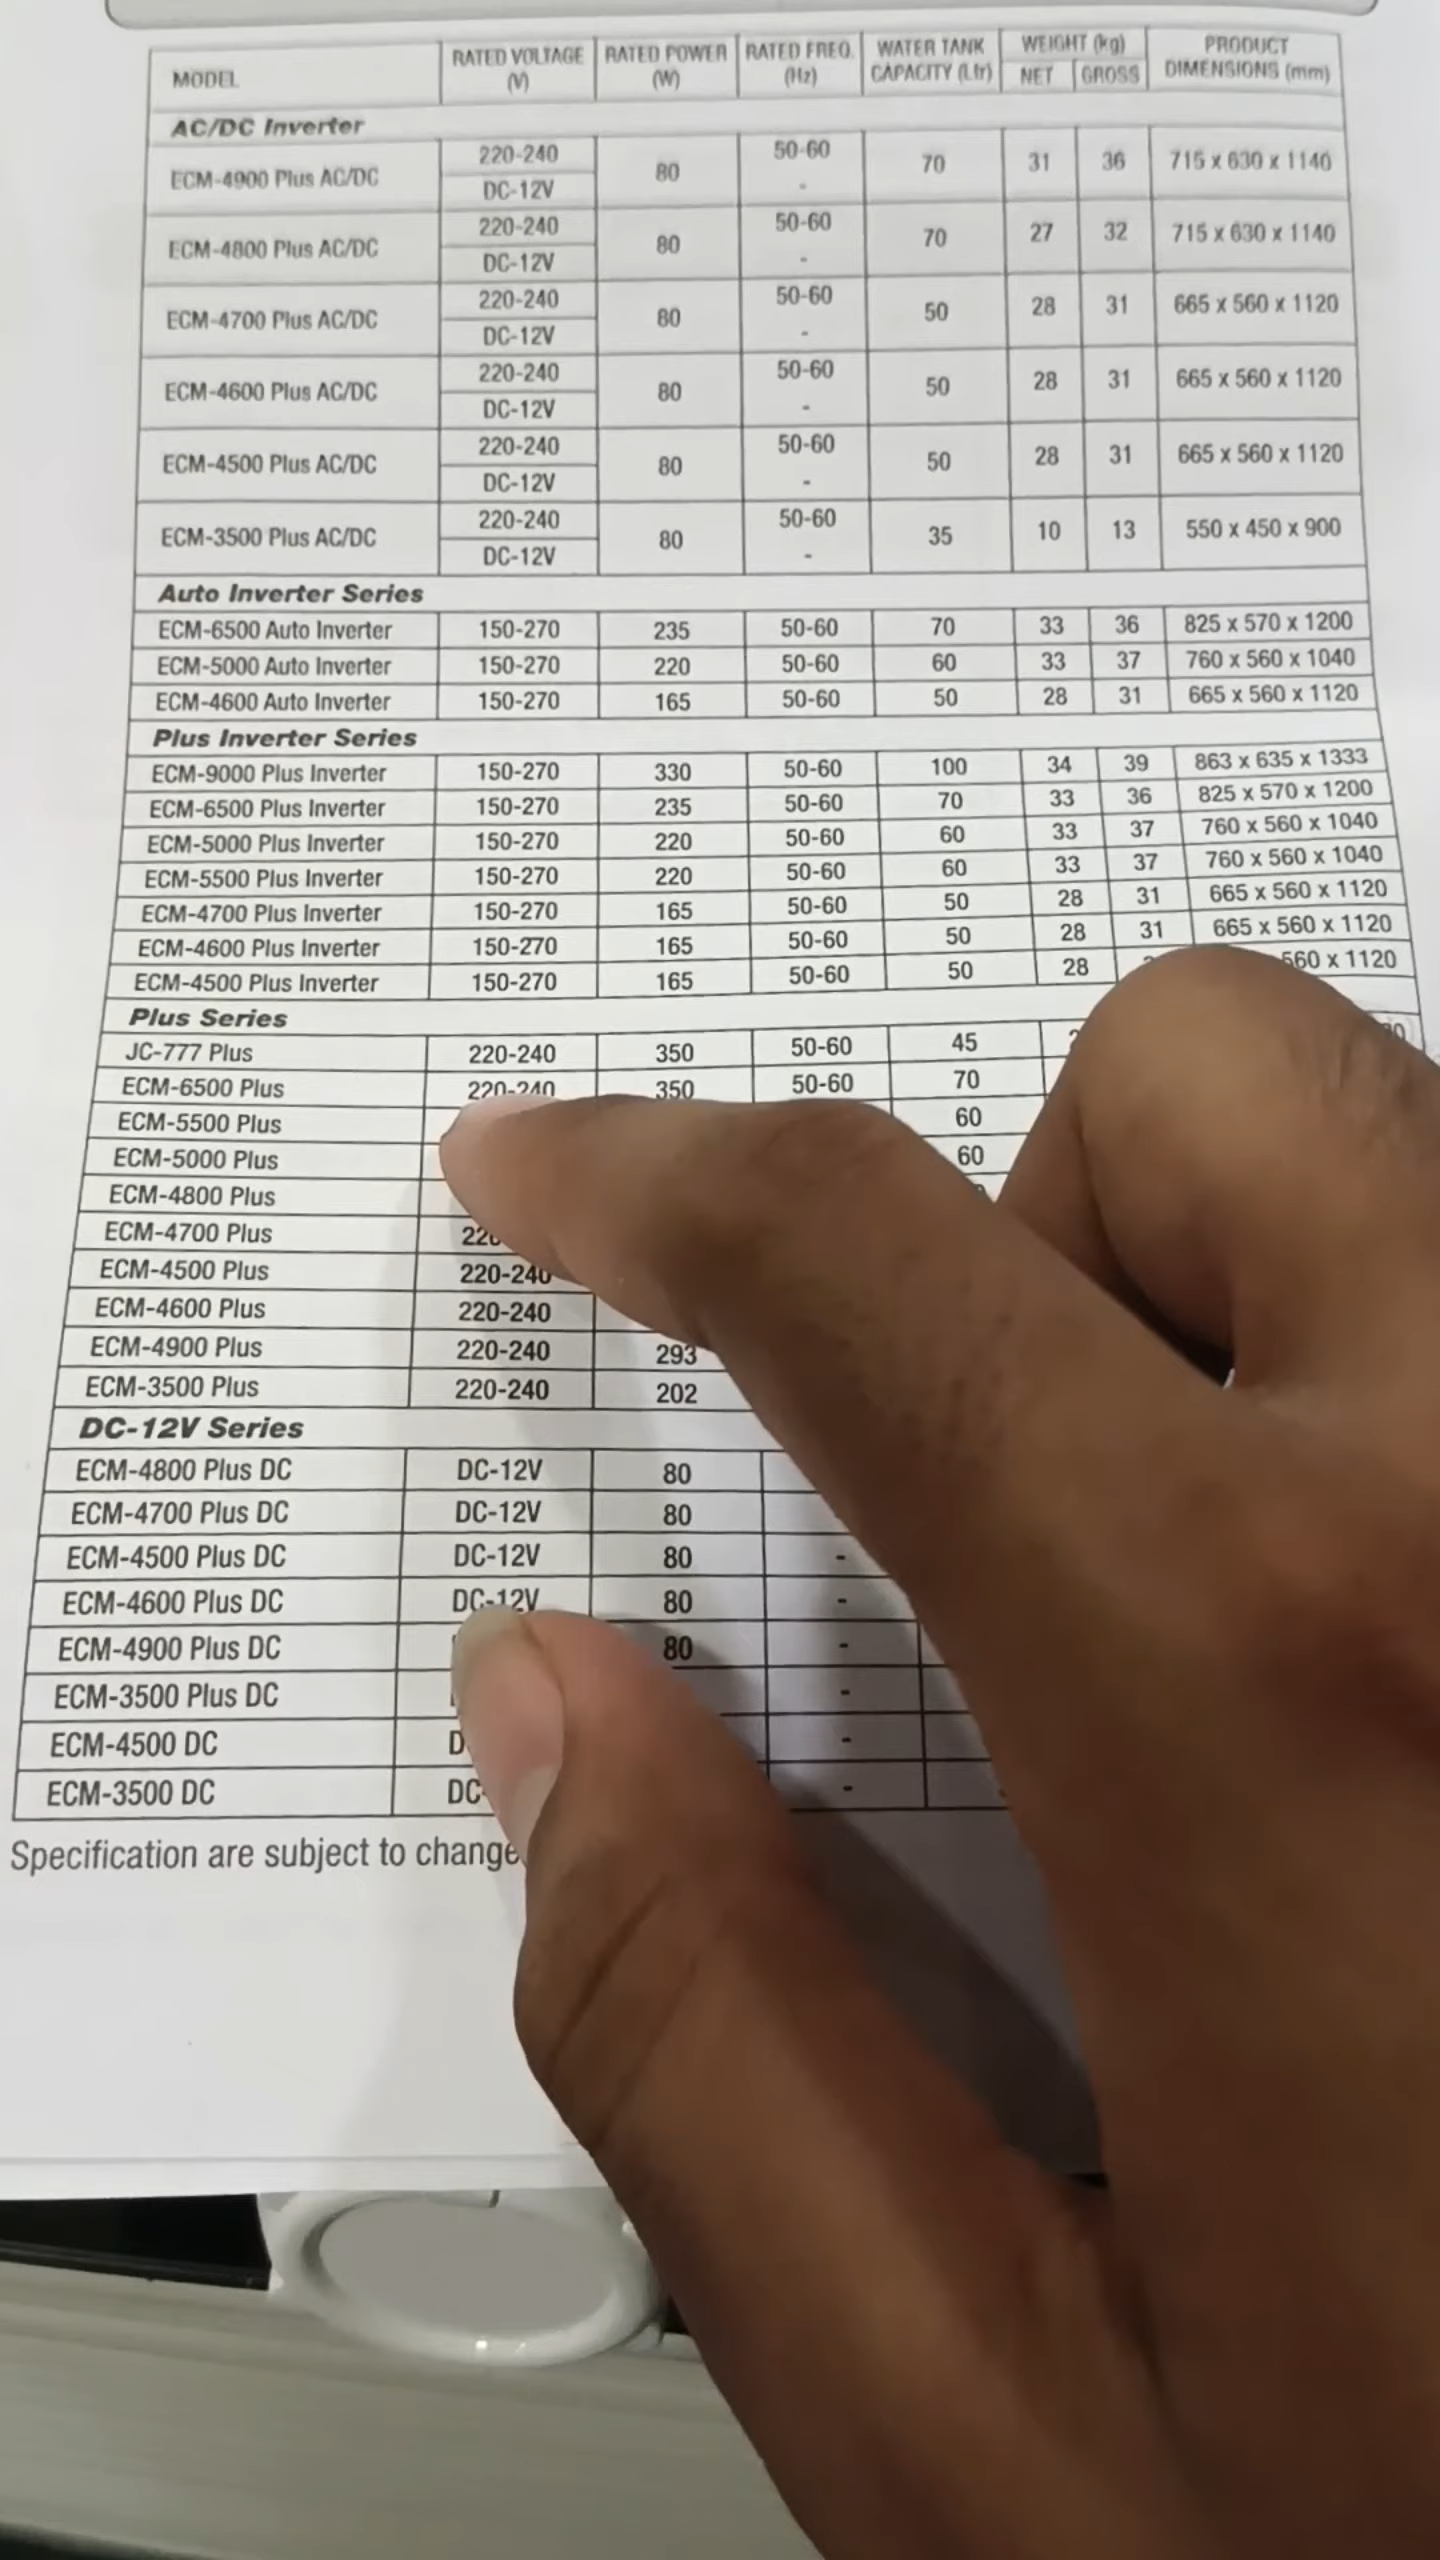 MODEL RATED VOLTAGE (V) RATED POWER (W) RATED FREQ. (Hz) WATER TANK CAPACITY (Ltr) WEIGHT (kg) NET GROSS PRODUCT DIMENSIONS (mm)
AC/DC Inverter
ECM-4900 Plus AC/DC 220-240 DC-12V 80 50-60 - 70 31 36 715 x 630 x 1140
ECM-4800 Plus AC/DC 220-240 DC-12V 80 50-60 - 70 27 32 715 x 630 x 1140
ECM-4700 Plus AC/DC 220-240 DC-12V 80 50-60 - 50 28 31 665 x 560 x 1120
ECM-4600 Plus AC/DC 220-240 DC-12V 80 50-60 - 50 28 31 665 x 560 x 1120
ECM-4500 Plus AC/DC 220-240 DC-12V 80 50-60 - 50 28 31 665 x 560 x 1120
ECM-3500 Plus AC/DC 220-240 DC-12V 80 50-60 - 35 10 13 550 x 450 x 900
Auto Inverter Series
ECM-6500 Auto Inverter 150-270 235 50-60 70 33 36 825 x 570 x 1200
ECM-5000 Auto Inverter 150-270 220 50-60 60 33 37 760 x 560 x 1040
ECM-4600 Auto Inverter 150-270 165 50-60 50 28 31 665 x 560 x 1120
Plus Inverter Series
ECM-9000 Plus Inverter 150-270 330 50-60 100 34 39 863 x 635 x 1333
ECM-6500 Plus Inverter 150-270 235 50-60 70 33 36 825 x 570 x 1200
ECM-5000 Plus Inverter 150-270 220 50-60 60 33 37 760 x 560 x 1040
ECM-5500 Plus Inverter 150-270 220 50-60 60 33 37 760 x 560 x 1040
ECM-4700 Plus Inverter 150-270 165 50-60 50 28 31 665 x 560 x 1120
ECM-4600 Plus Inverter 150-270 165 50-60 50 28 31 665 x 560 x 1120
ECM-4500 Plus Inverter 150-270 165 50-60 50 28 560 x 1120
Plus Series
JC-777 Plus 220-240 350 50-60 45
ECM-6500 Plus 220-240 350 50-60 70
ECM-5500 Plus 60
ECM-5000 Plus 60
ECM-4800 Plus
ECM-4700 Plus
ECM-4500 Plus 220-240
ECM-4600 Plus 220-240
ECM-4900 Plus 220-240 293
ECM-3500 Plus 220-240 202
DC-12V Series
ECM-4800 Plus DC DC-12V 80
ECM-4700 Plus DC DC-12V 80
ECM-4500 Plus DC DC-12V 80 -
ECM-4600 Plus DC DC-12V 80 -
ECM-4900 Plus DC 80 -
ECM-3500 Plus DC -
ECM-4500 DC -
ECM-3500 DC -
Specification are subject to change